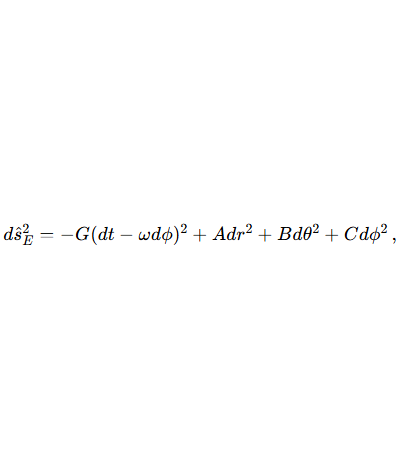 $d\hat{s}_E^2 = -G(dt - \omega d\phi)^2 + Adr^2 + Bd\theta^2 + Cd\phi^2\,,$